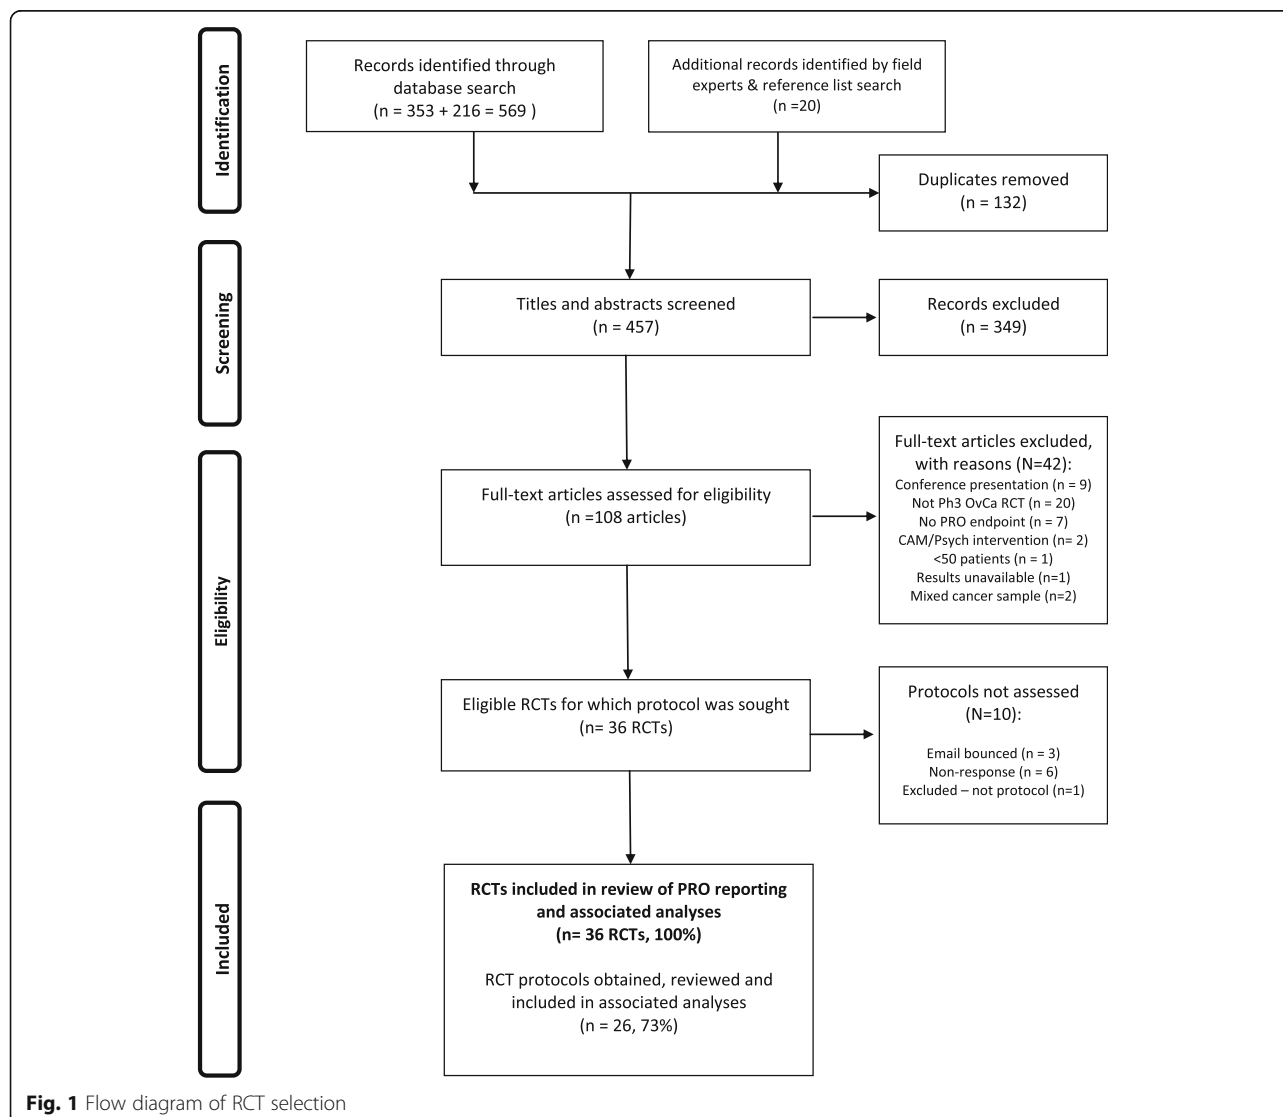 Identification
Records identified through
database search
(n = 353 + 216 = 569 )
Additional records identified by field
experts & reference list search
(n =20)
Duplicates removed
(n = 132)
Screening
Titles and abstracts screened
(n = 457)
Records excluded
(n = 349)
Eligibility
Full-text articles assessed for eligibility
(n =108 articles)
Full-text articles excluded,
with reasons (N=42):
Conference presentation (n = 9)
Not Ph3 OvCa RCT (n = 20)
No PRO endpoint (n = 7)
CAM/Psych intervention (n= 2)
<50 patients (n = 1)
Results unavailable (n=1)
Mixed cancer sample (n=2)
Eligible RCTs for which protocol was sought
(n= 36 RCTs)
Protocols not assessed
(N=10):
Email bounced (n = 3)
Non-response (n = 6)
Excluded – not protocol (n=1)
Included
RCTs included in review of PRO reporting
and associated analyses
(n= 36 RCTs, 100%)
RCT protocols obtained, reviewed and
included in associated analyses
(n = 26, 73%)
Fig. 1 Flow diagram of RCT selection